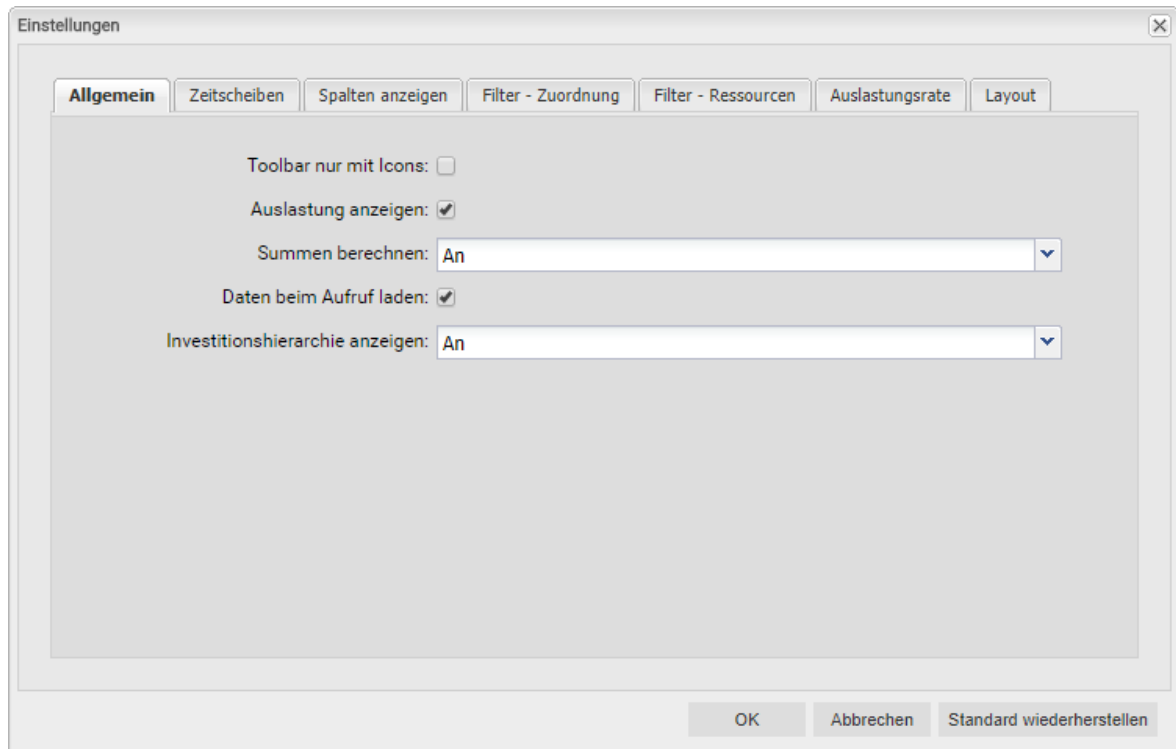 Einstellungen
Allgemein Zeitscheiben Spalten anzeigen Filter - Zuordnung Filter - Ressourcen Auslastungsrate Layout
Toolbar nur mit Icons:
Auslastung anzeigen:
Summen berechnen: An
Daten beim Aufruf laden:
Investitionshierarchie anzeigen: An
OK Abbrechen Standard wiederherstellen